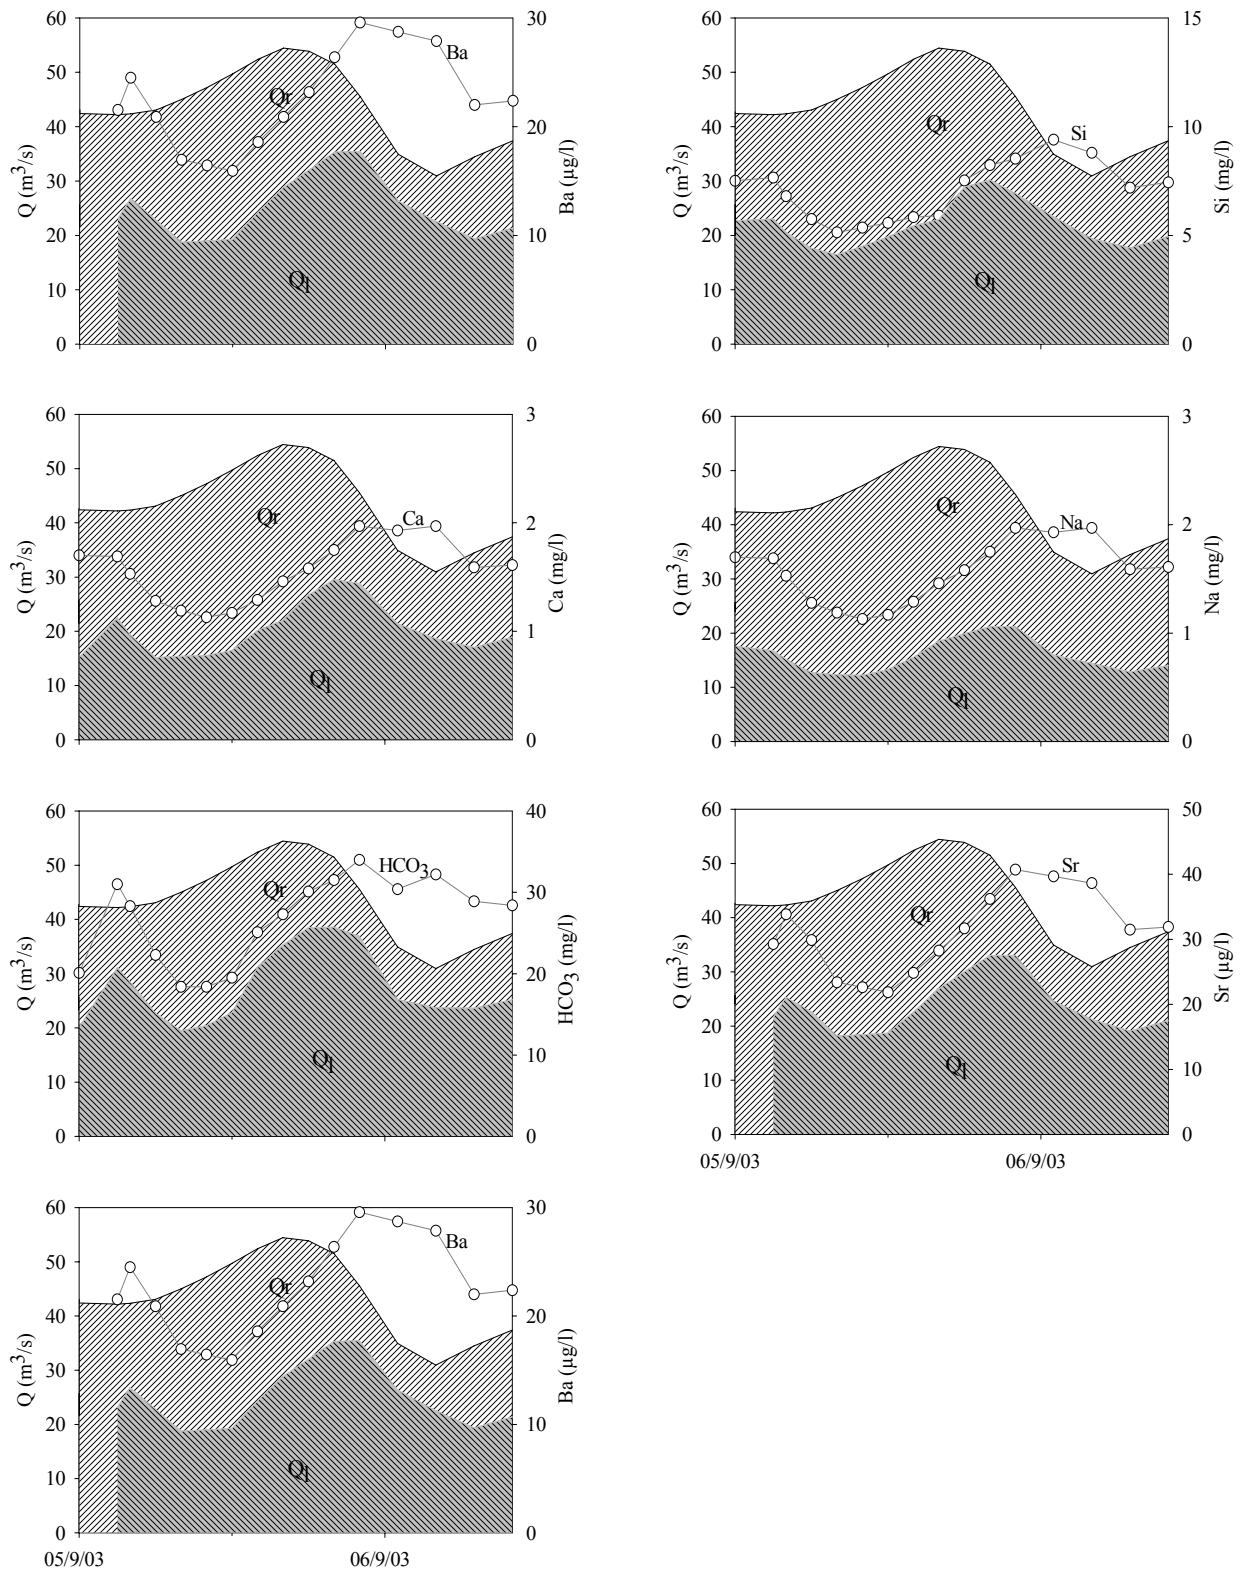 60
50
40
30
20
10
0
Q (m³/s)
30
20
10
0
Ba (µg/l)
Ba
Qr
Ql
60
50
40
30
20
10
0
Q (m³/s)
15
10
5
0
Si (mg/l)
Si
Qr
Ql
60
50
40
30
20
10
0
Q (m³/s)
3
2
1
0
Ca (mg/l)
Ca
Qr
Ql
60
50
40
30
20
10
0
Q (m³/s)
3
2
1
0
Na (mg/l)
Na
Qr
Ql
60
50
40
30
20
10
0
Q (m³/s)
40
30
20
10
0
HCO₃ (mg/l)
HCO₃
Qr
Ql
60
50
40
30
20
10
0
Q (m³/s)
50
40
30
20
10
0
Sr (µg/l)
Sr
Qr
Ql
05/9/03
06/9/03
60
50
40
30
20
10
0
Q (m³/s)
30
20
10
0
Ba (µg/l)
Ba
Qr
Ql
05/9/03
06/9/03